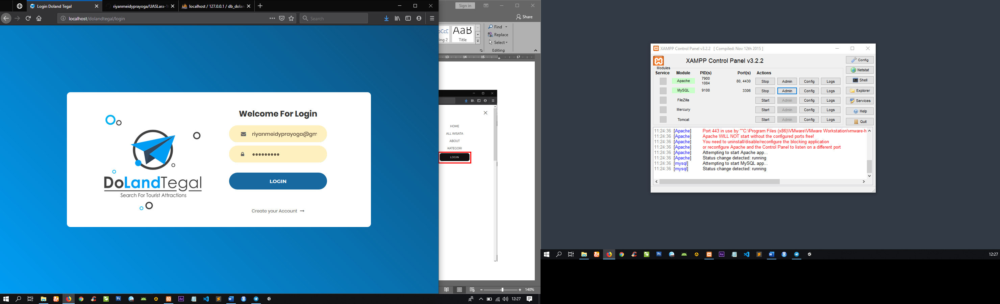 Login Doland Tegal
riyanmeidyprayoga/UASLara-1
localhost / 127.0.0.1 / db_dolan
localhost/dolandtegal/login
Search
Welcome For Login
riyanmeidyprayoga@gm
LOGIN
Create your Account
DoLandTegal
Search For Tourist Attractions
Sign in
Share
Find
Replace
Select
Editing
AaB
ing 2
Title
13 14 15 17
HOME
ALL WISATA
ABOUT
KATEGORI
LOGIN
140%
12:27
XAMPP Control Panel v3.2.2 [ Compiled: Nov 12th 2015 ]
XAMPP Control Panel v3.2.2
Modules
Service Module PID(s) Port(s) Actions
Apache 7900 1084 80, 4430 Stop Admin Config Logs
MySQL 9108 3306 Stop Admin Config Logs
FileZilla Start Admin Config Logs
Mercury Start Admin Config Logs
Tomcat Start Admin Config Logs
Config
Netstat
Shell
Explorer
Services
Help
Quit
11:24:36 [Apache] Port 443 in use by ""C:\Program Files (x86)\VMware\VMware Workstation\vmware-h
11:24:36 [Apache] Apache WILL NOT start without the configured ports free!
11:24:36 [Apache] You need to uninstall/disable/reconfigure the blocking application
11:24:36 [Apache] or reconfigure Apache and the Control Panel to listen on a different port
11:24:36 [Apache] Attempting to start Apache app...
11:24:36 [Apache] Status change detected: running
11:24:36 [mysql] Attempting to start MySQL app...
11:24:36 [mysql] Status change detected: running
12:27